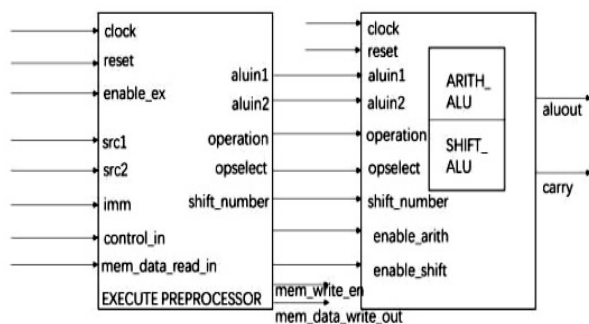 clock
reset
enable_ex
src1
src2
imm
control_in
mem_data_read_in
EXECUTE PREPROCESSOR
aluin1
aluin2
operation
opselect
shift_number
mem_write_en
mem_data_write_out
clock
reset
aluin1
aluin2
operation
opselect
shift_number
enable_arith
enable_shift
ARITH_
ALU
SHIFT_
ALU
aluout
carry